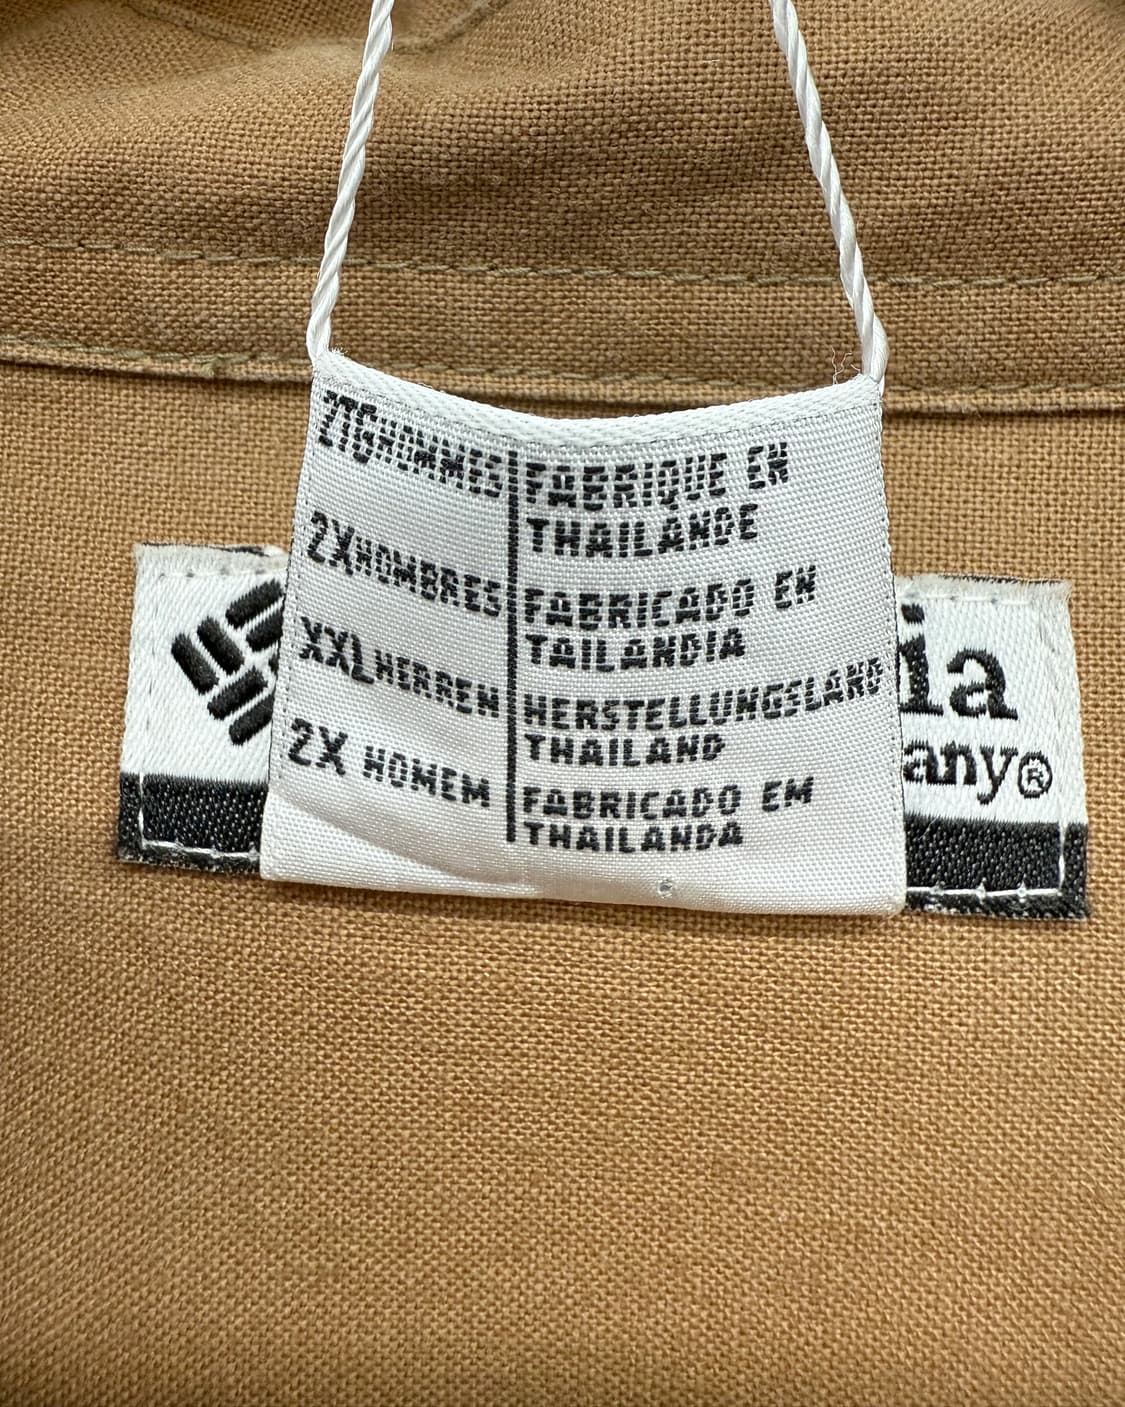 2TG HOMMES
FABRIQUE EN
THAILANDE
2X HOMBRES
FABRICADO EN
TAILANDIA
XXL HERREN
HERSTELLUNGSLAND
THAILAND
2X HOMEM
FABRICADO EM
THAILANDA
ia
any®